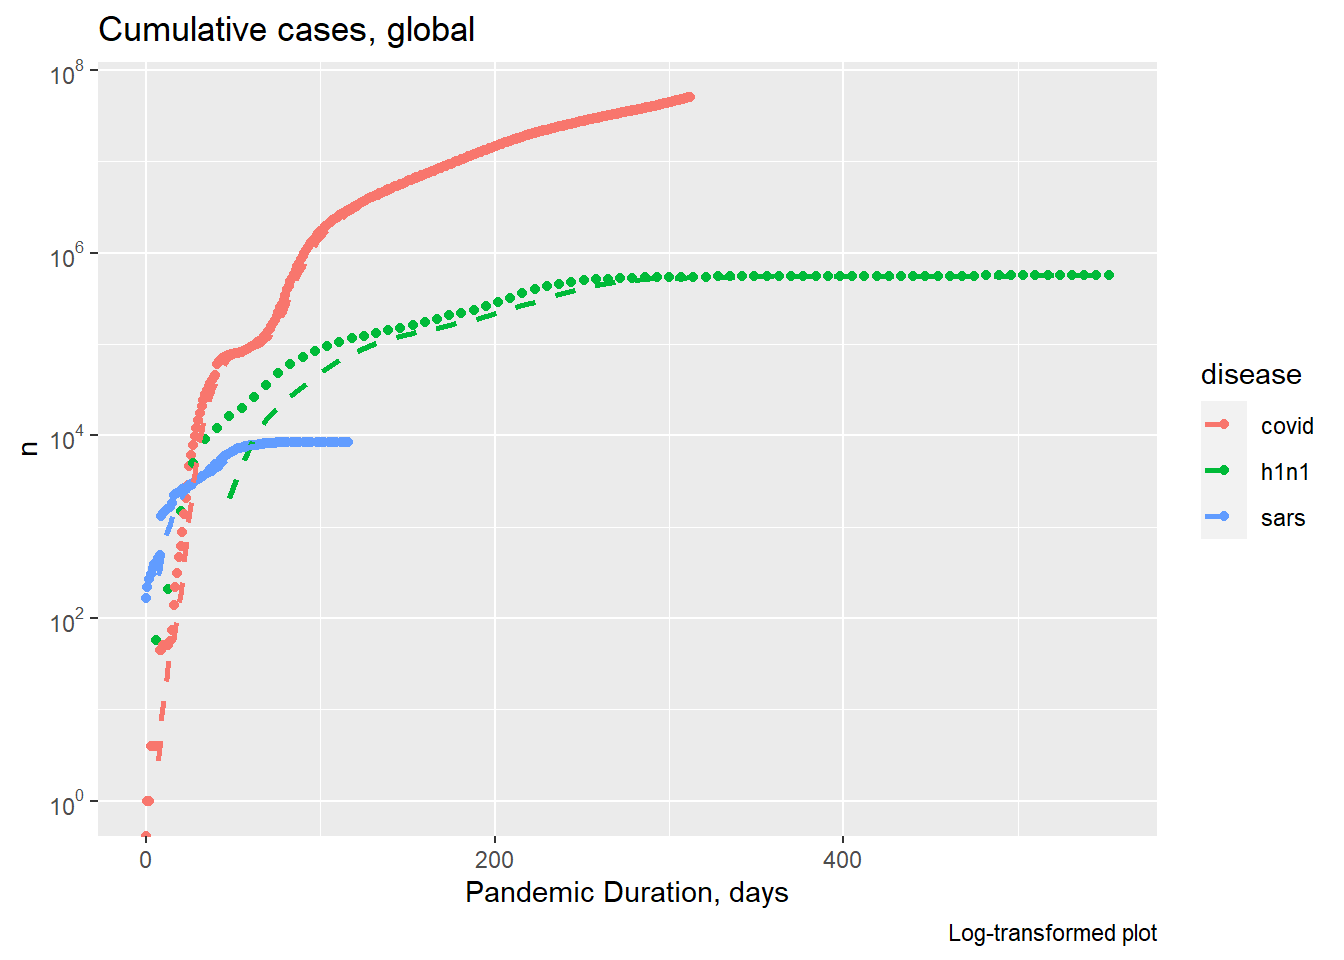 Cumulative cases, global
n
10^8
10^6
10^4
10^2
10^0
0 200 400
Pandemic Duration, days
Log-transformed plot
disease
covid
h1n1
sars